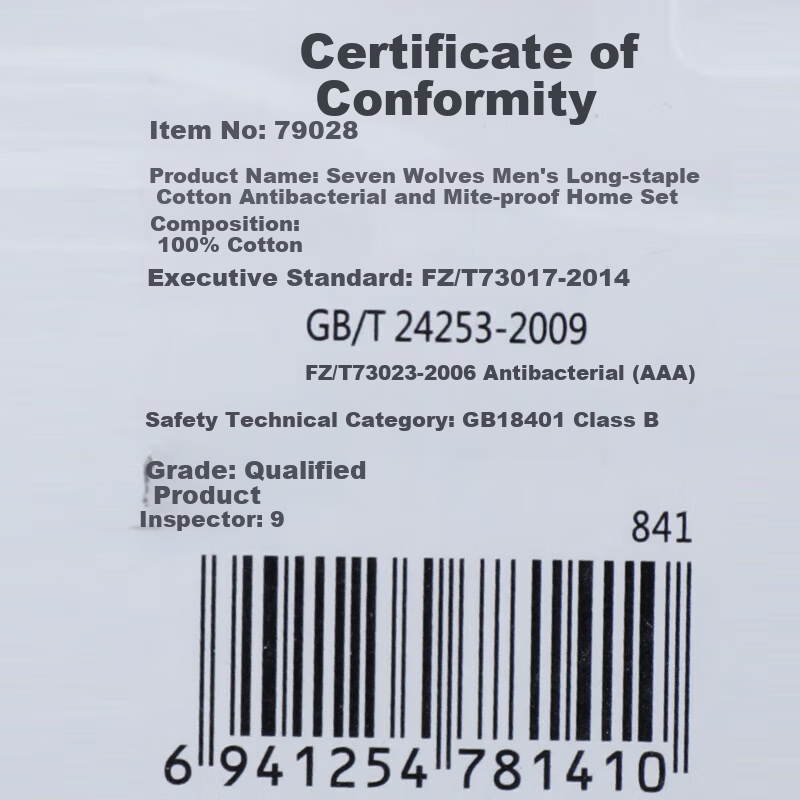 Certificate of
Conformity
Item No: 79028
Product Name: Seven Wolves Men's Long-staple
Cotton Antibacterial and Mite-proof Home Set
Composition:
100% Cotton
Executive Standard: FZ/T73017-2014
GB/T 24253-2009
FZ/T73023-2006 Antibacterial (AAA)
Safety Technical Category: GB18401 Class B
Grade: Qualified
Product
Inspector: 9
841
6 941254 781410